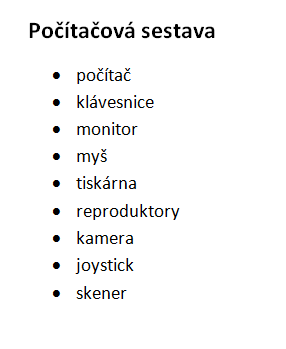 Počítačová sestava
• počítač
• klávesnice
• monitor
• myš
• tiskárna
• reproduktory
• kamera
• joystick
• skener